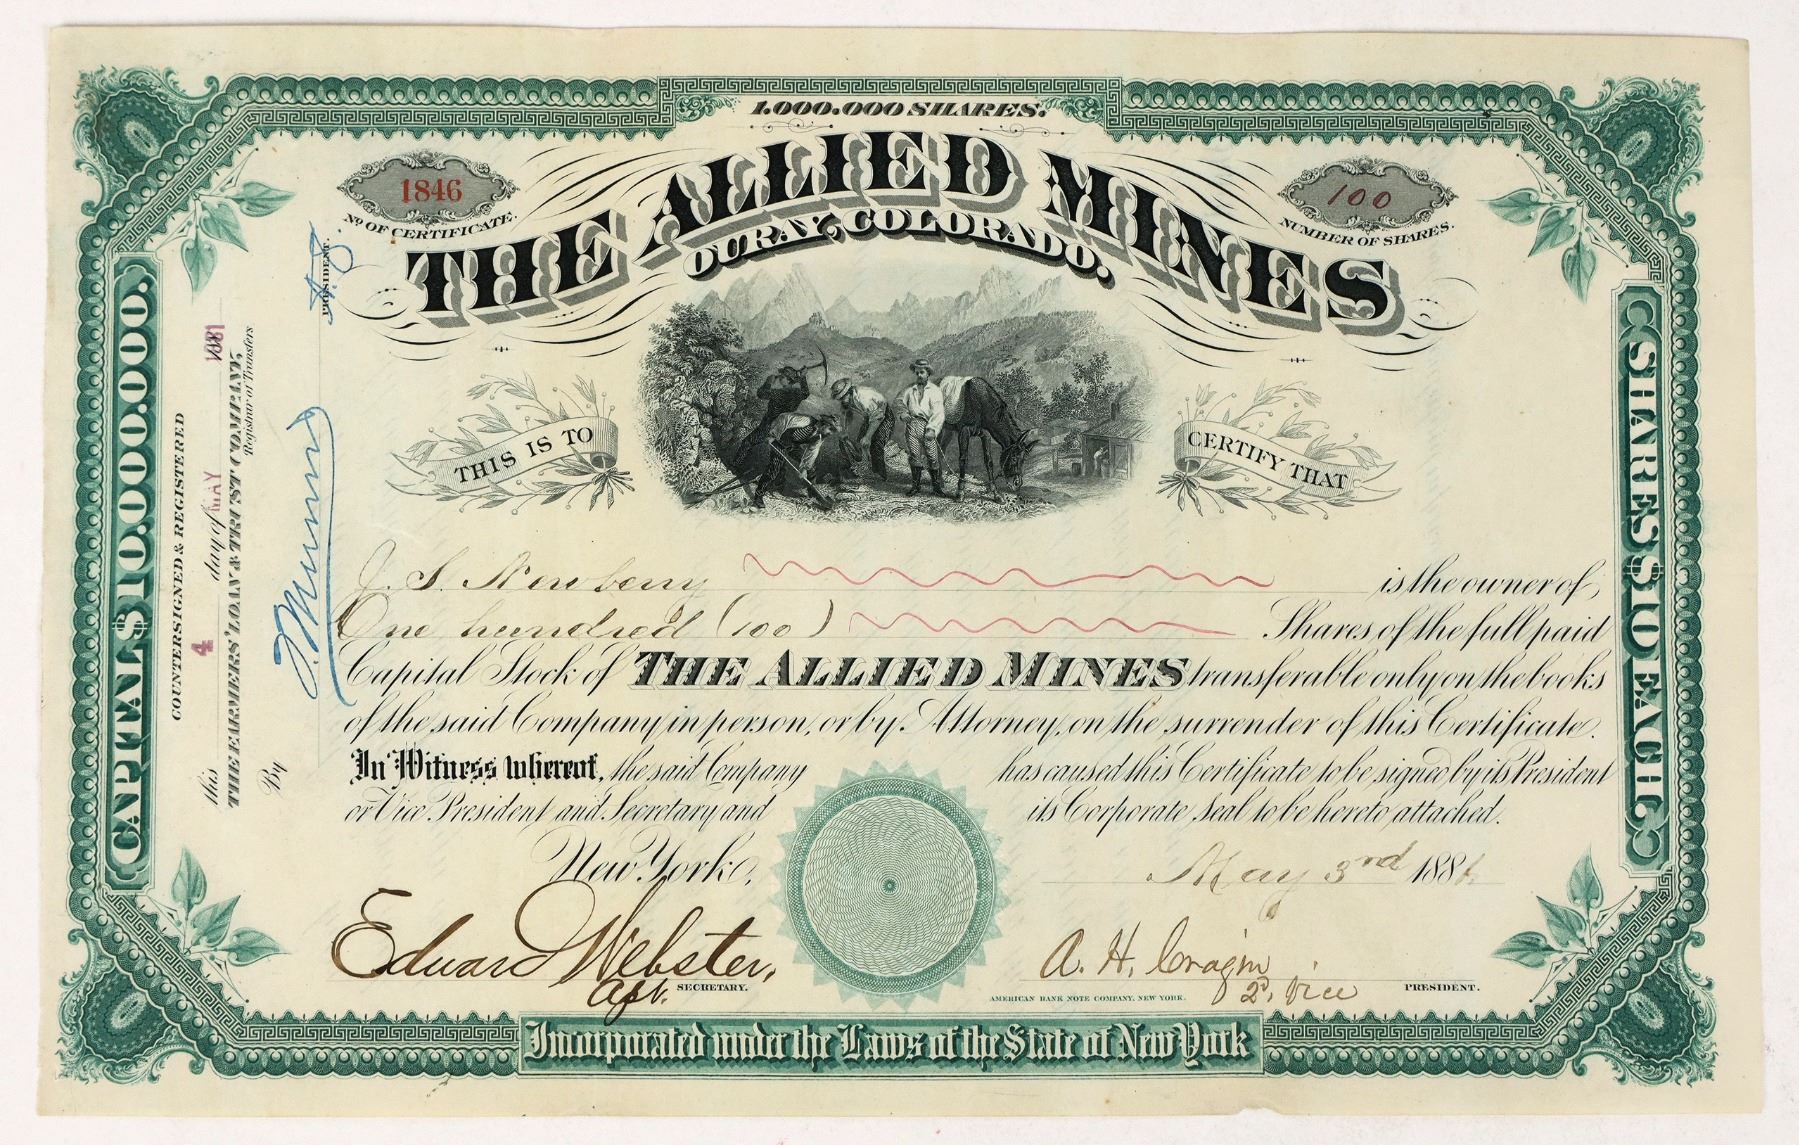 1.000.000 SHARES.
1846
No. OF CERTIFICATE.
100
NUMBER OF SHARES.
THE ALLIED MINES
OURAY, COLORADO.
THIS IS TO
CERTIFY THAT
J. S. Newberry is the owner of,
One hundred (100) Shares of the full paid
Capital Stock of THE ALLIED MINES transferable only on the books
of the said Company in person, or by Attorney, on the surrender of this Certificate.
In Witness whereof, the said Company has caused this Certificate to be signed by its President
or Vice President and Secretary and its Corporate Seal to be hereto attached.
New York, May 3rd 1881.
Edward Webster,
SECRETARY.
A. H. Cragin
2d, Vice PRESIDENT.
AMERICAN BANK NOTE COMPANY, NEW YORK.
Incorporated under the Laws of the State of New York
CAPITAL $10.000.000.
COUNTERSIGNED & REGISTERED
this 4 day of MAY 1881
THE FARMERS' LOAN & TRUST COMPANY,
Registrar of Transfers
By
PRESIDENT.
SHARES $10 EACH